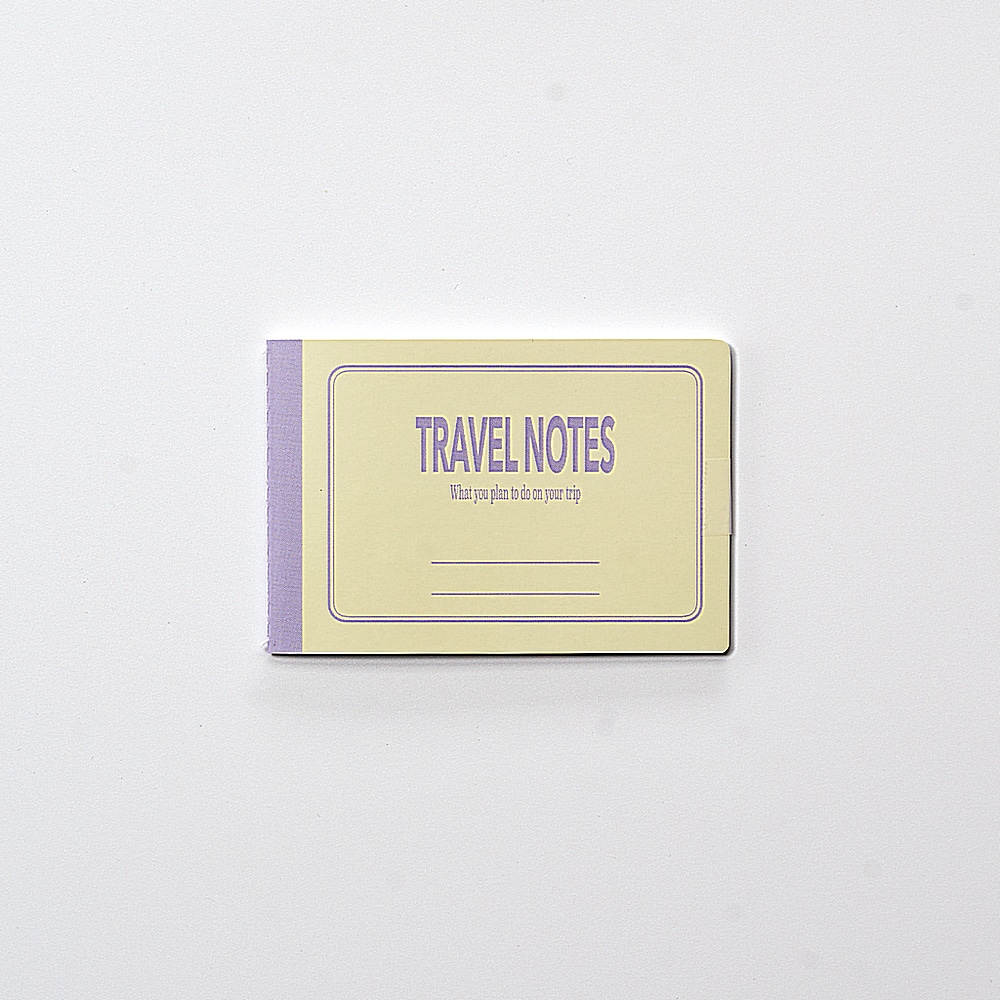 TRAVEL NOTES
What you plan to do on your trip